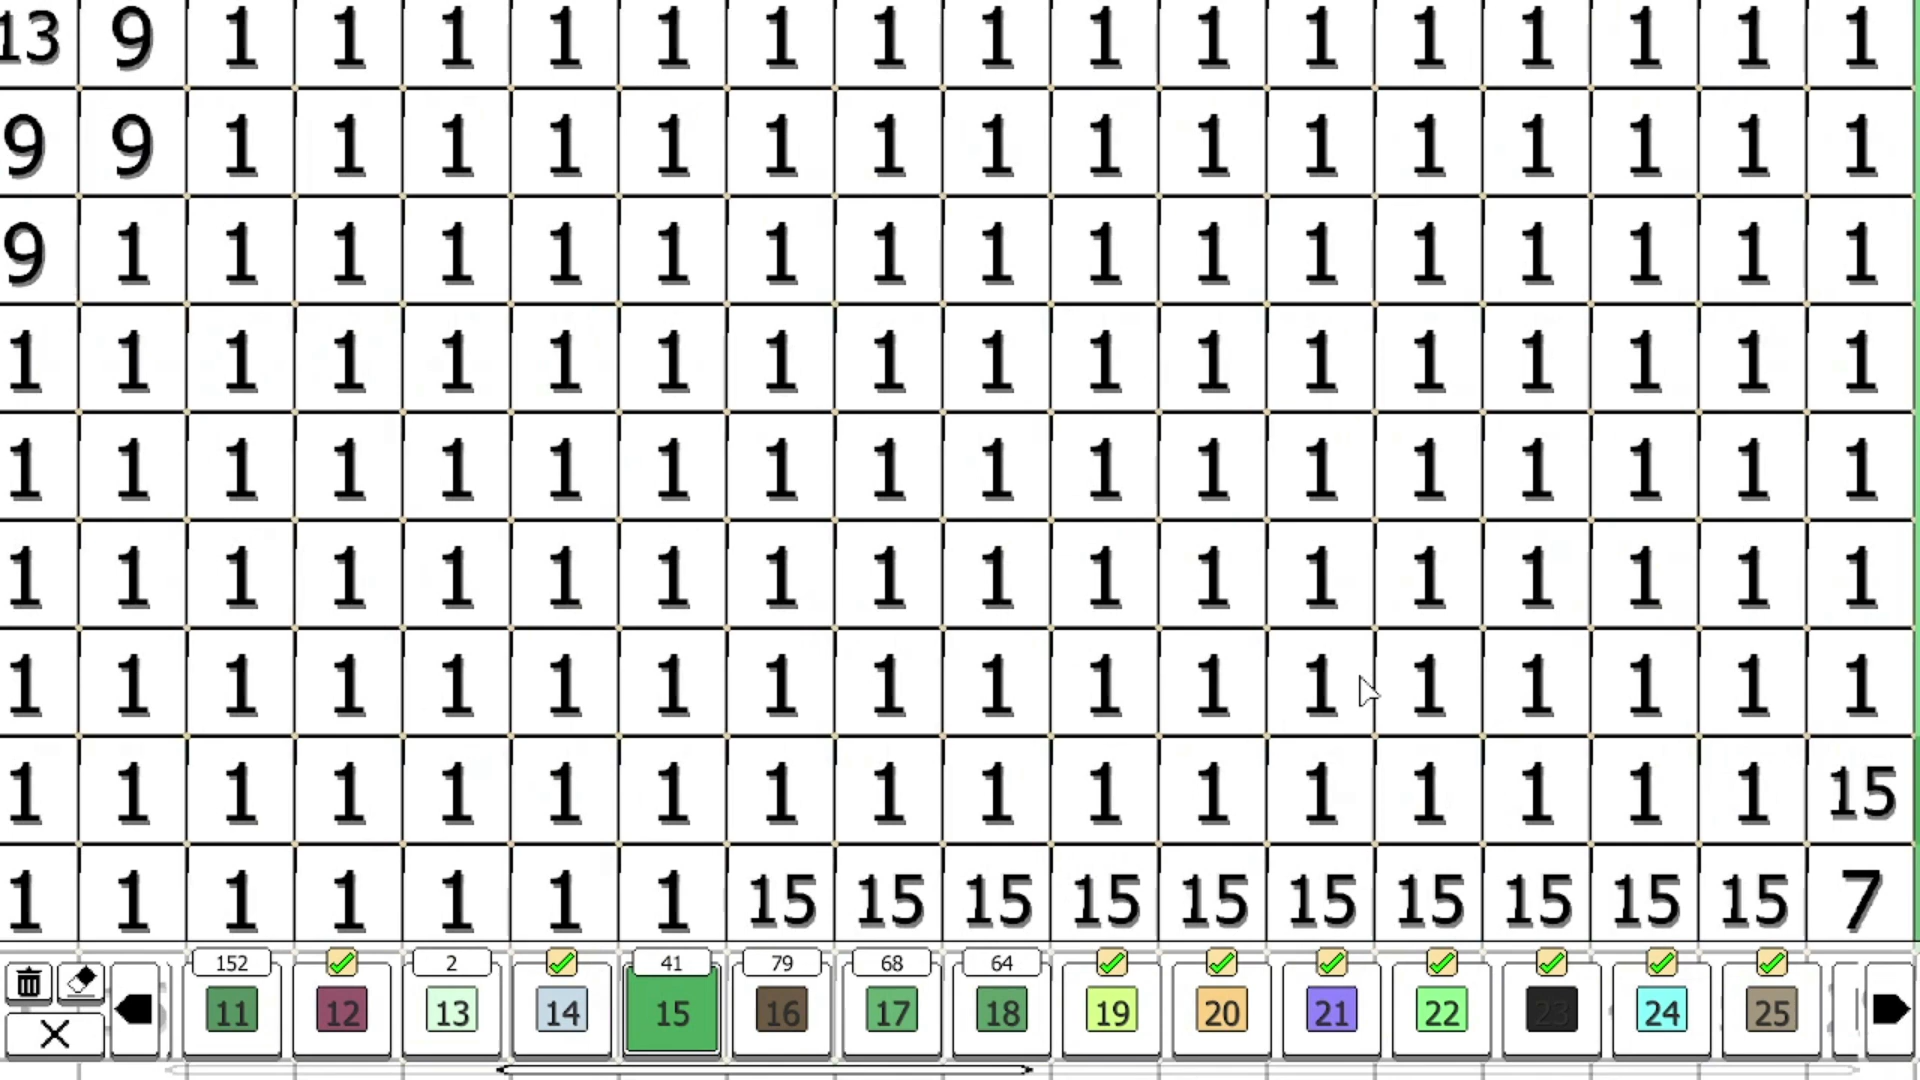 13 9 1 1 1 1 1 1 1 1 1 1 1 1 1 1 1 1
9 9 1 1 1 1 1 1 1 1 1 1 1 1 1 1 1 1
9 1 1 1 1 1 1 1 1 1 1 1 1 1 1 1 1 1
1 1 1 1 1 1 1 1 1 1 1 1 1 1 1 1 1 1
1 1 1 1 1 1 1 1 1 1 1 1 1 1 1 1 1 1
1 1 1 1 1 1 1 1 1 1 1 1 1 1 1 1 1 1
1 1 1 1 1 1 1 1 1 1 1 1 1 1 1 1 1 1
1 1 1 1 1 1 1 1 1 1 1 1 1 1 1 1 1 15
1 1 1 1 1 1 1 15 15 15 15 15 15 15 15 15 15 7
152 2 41 79 68 64
11 12 13 14 15 16 17 18 19 20 21 22 23 24 25